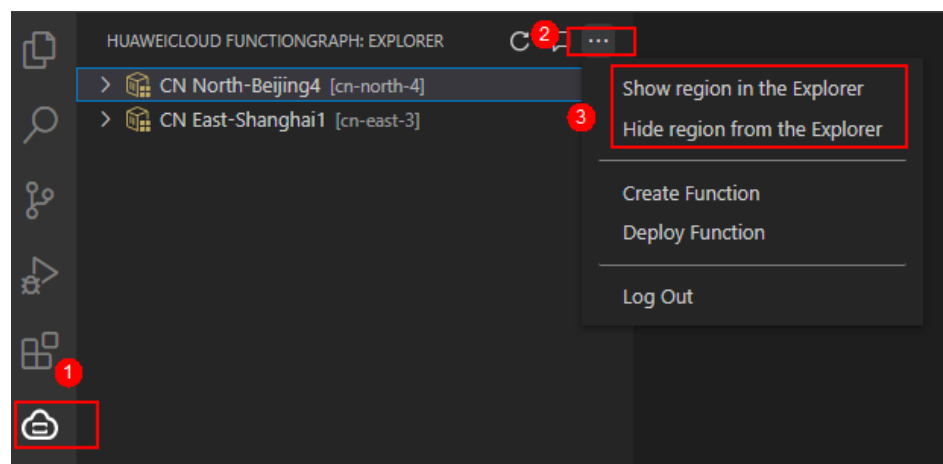 HUAWEICLOUD FUNCTIONGRAPH: EXPLORER
2
CN North-Beijing4 [cn-north-4]
CN East-Shanghai1 [cn-east-3]
3
Show region in the Explorer
Hide region from the Explorer
Create Function
Deploy Function
Log Out
1